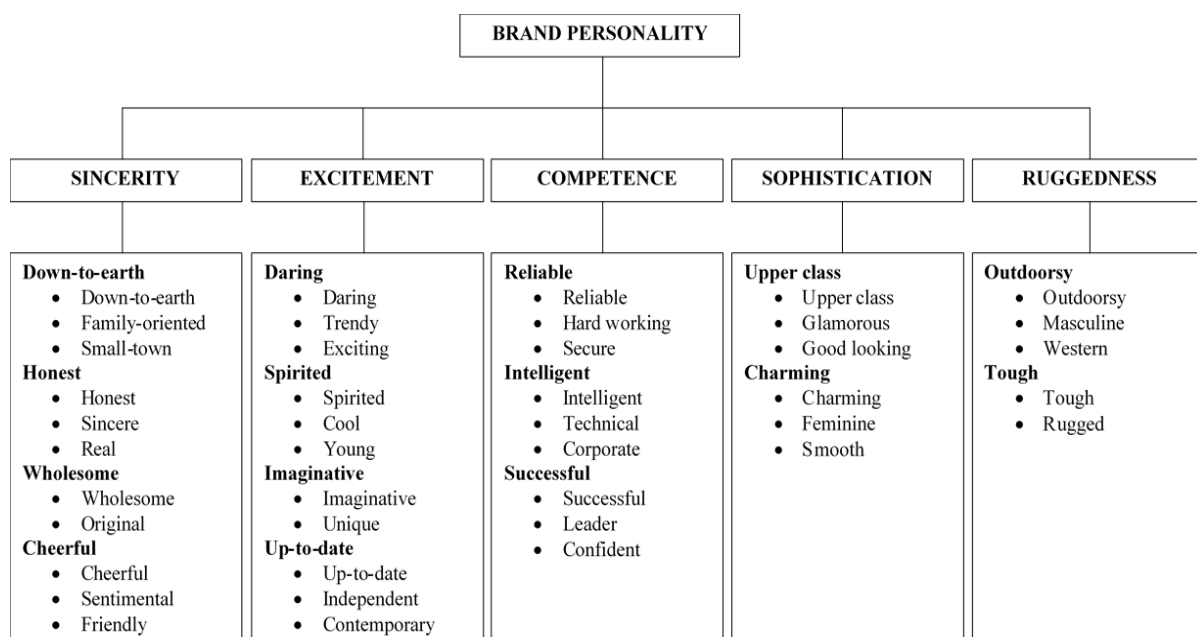 BRAND PERSONALITY
SINCERITY
EXCITEMENT
COMPETENCE
SOPHISTICATION
RUGGEDNESS
Down-to-earth
• Down-to-earth
• Family-oriented
• Small-town
Honest
• Honest
• Sincere
• Real
Wholesome
• Wholesome
• Original
Cheerful
• Cheerful
• Sentimental
• Friendly
Daring
• Daring
• Trendy
• Exciting
Spirited
• Spirited
• Cool
• Young
Imaginative
• Imaginative
• Unique
Up-to-date
• Up-to-date
• Independent
• Contemporary
Reliable
• Reliable
• Hard working
• Secure
Intelligent
• Intelligent
• Technical
• Corporate
Successful
• Successful
• Leader
• Confident
Upper class
• Upper class
• Glamorous
• Good looking
Charming
• Charming
• Feminine
• Smooth
Outdoorsy
• Outdoorsy
• Masculine
• Western
Tough
• Tough
• Rugged